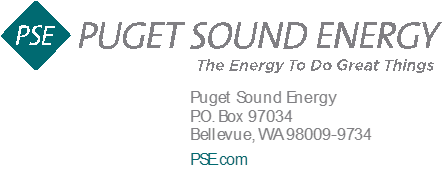 PSE PUGET SOUND ENERGY
The Energy To Do Great Things
Puget Sound Energy
P.O. Box 97034
Bellevue, WA 98009-9734
PSE.com